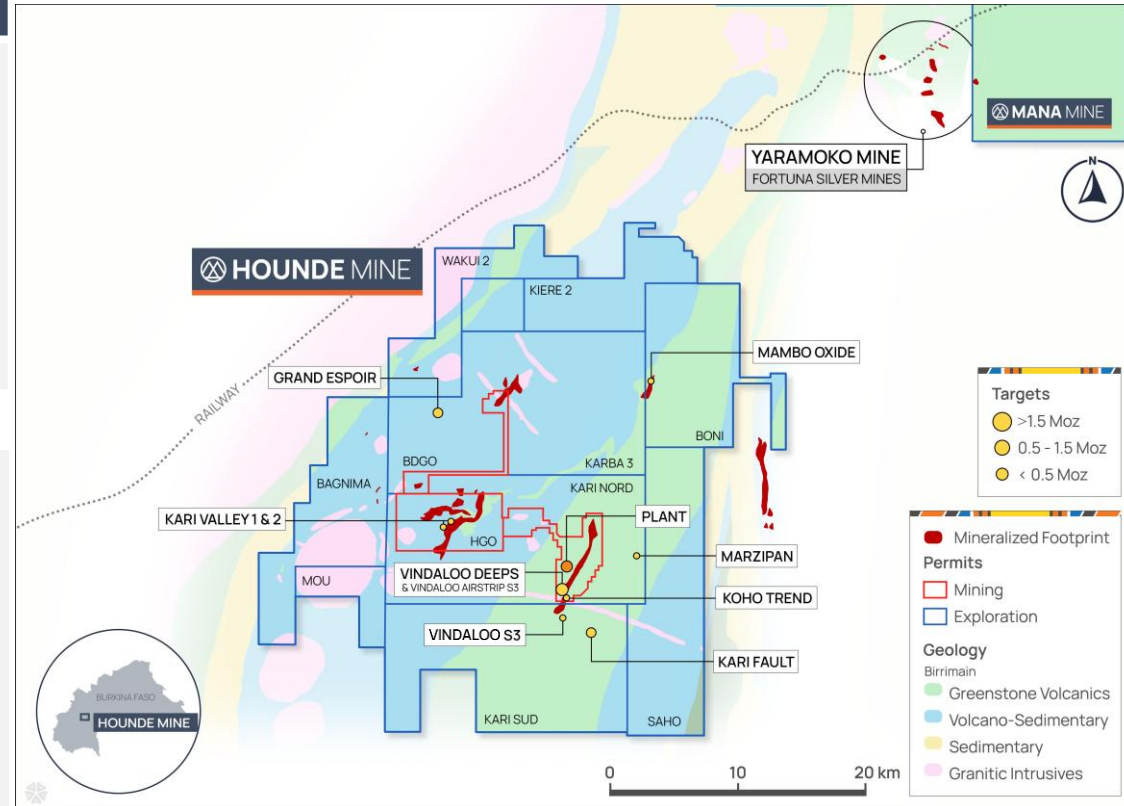 MANA MINE
YARAMOKO MINE
FORTUNA SILVER MINES
N
HOUNDE MINE
WAKUI 2
KIERE 2
RAILWAY
GRAND ESPOIR
MAMBO OXIDE
Targets
>1.5 Moz
0.5 - 1.5 Moz
< 0.5 Moz
BONI
BDGO
KARBA 3
BAGNIMA
KARI NORD
KARI VALLEY 1 & 2
PLANT
HGO
MARZIPAN
MOU
VINDALOO DEEPS
& VINDALOO AIRSTRIP S3
KOHO TREND
VINDALOO S3
KARI FAULT
KARI SUD
SAHO
Mineralized Footprint
Permits
Mining
Exploration
Geology
Birrimain
Greenstone Volcanics
Volcano-Sedimentary
Sedimentary
Granitic Intrusives
BURKINA FASO
HOUNDE MINE
0 10 20 km